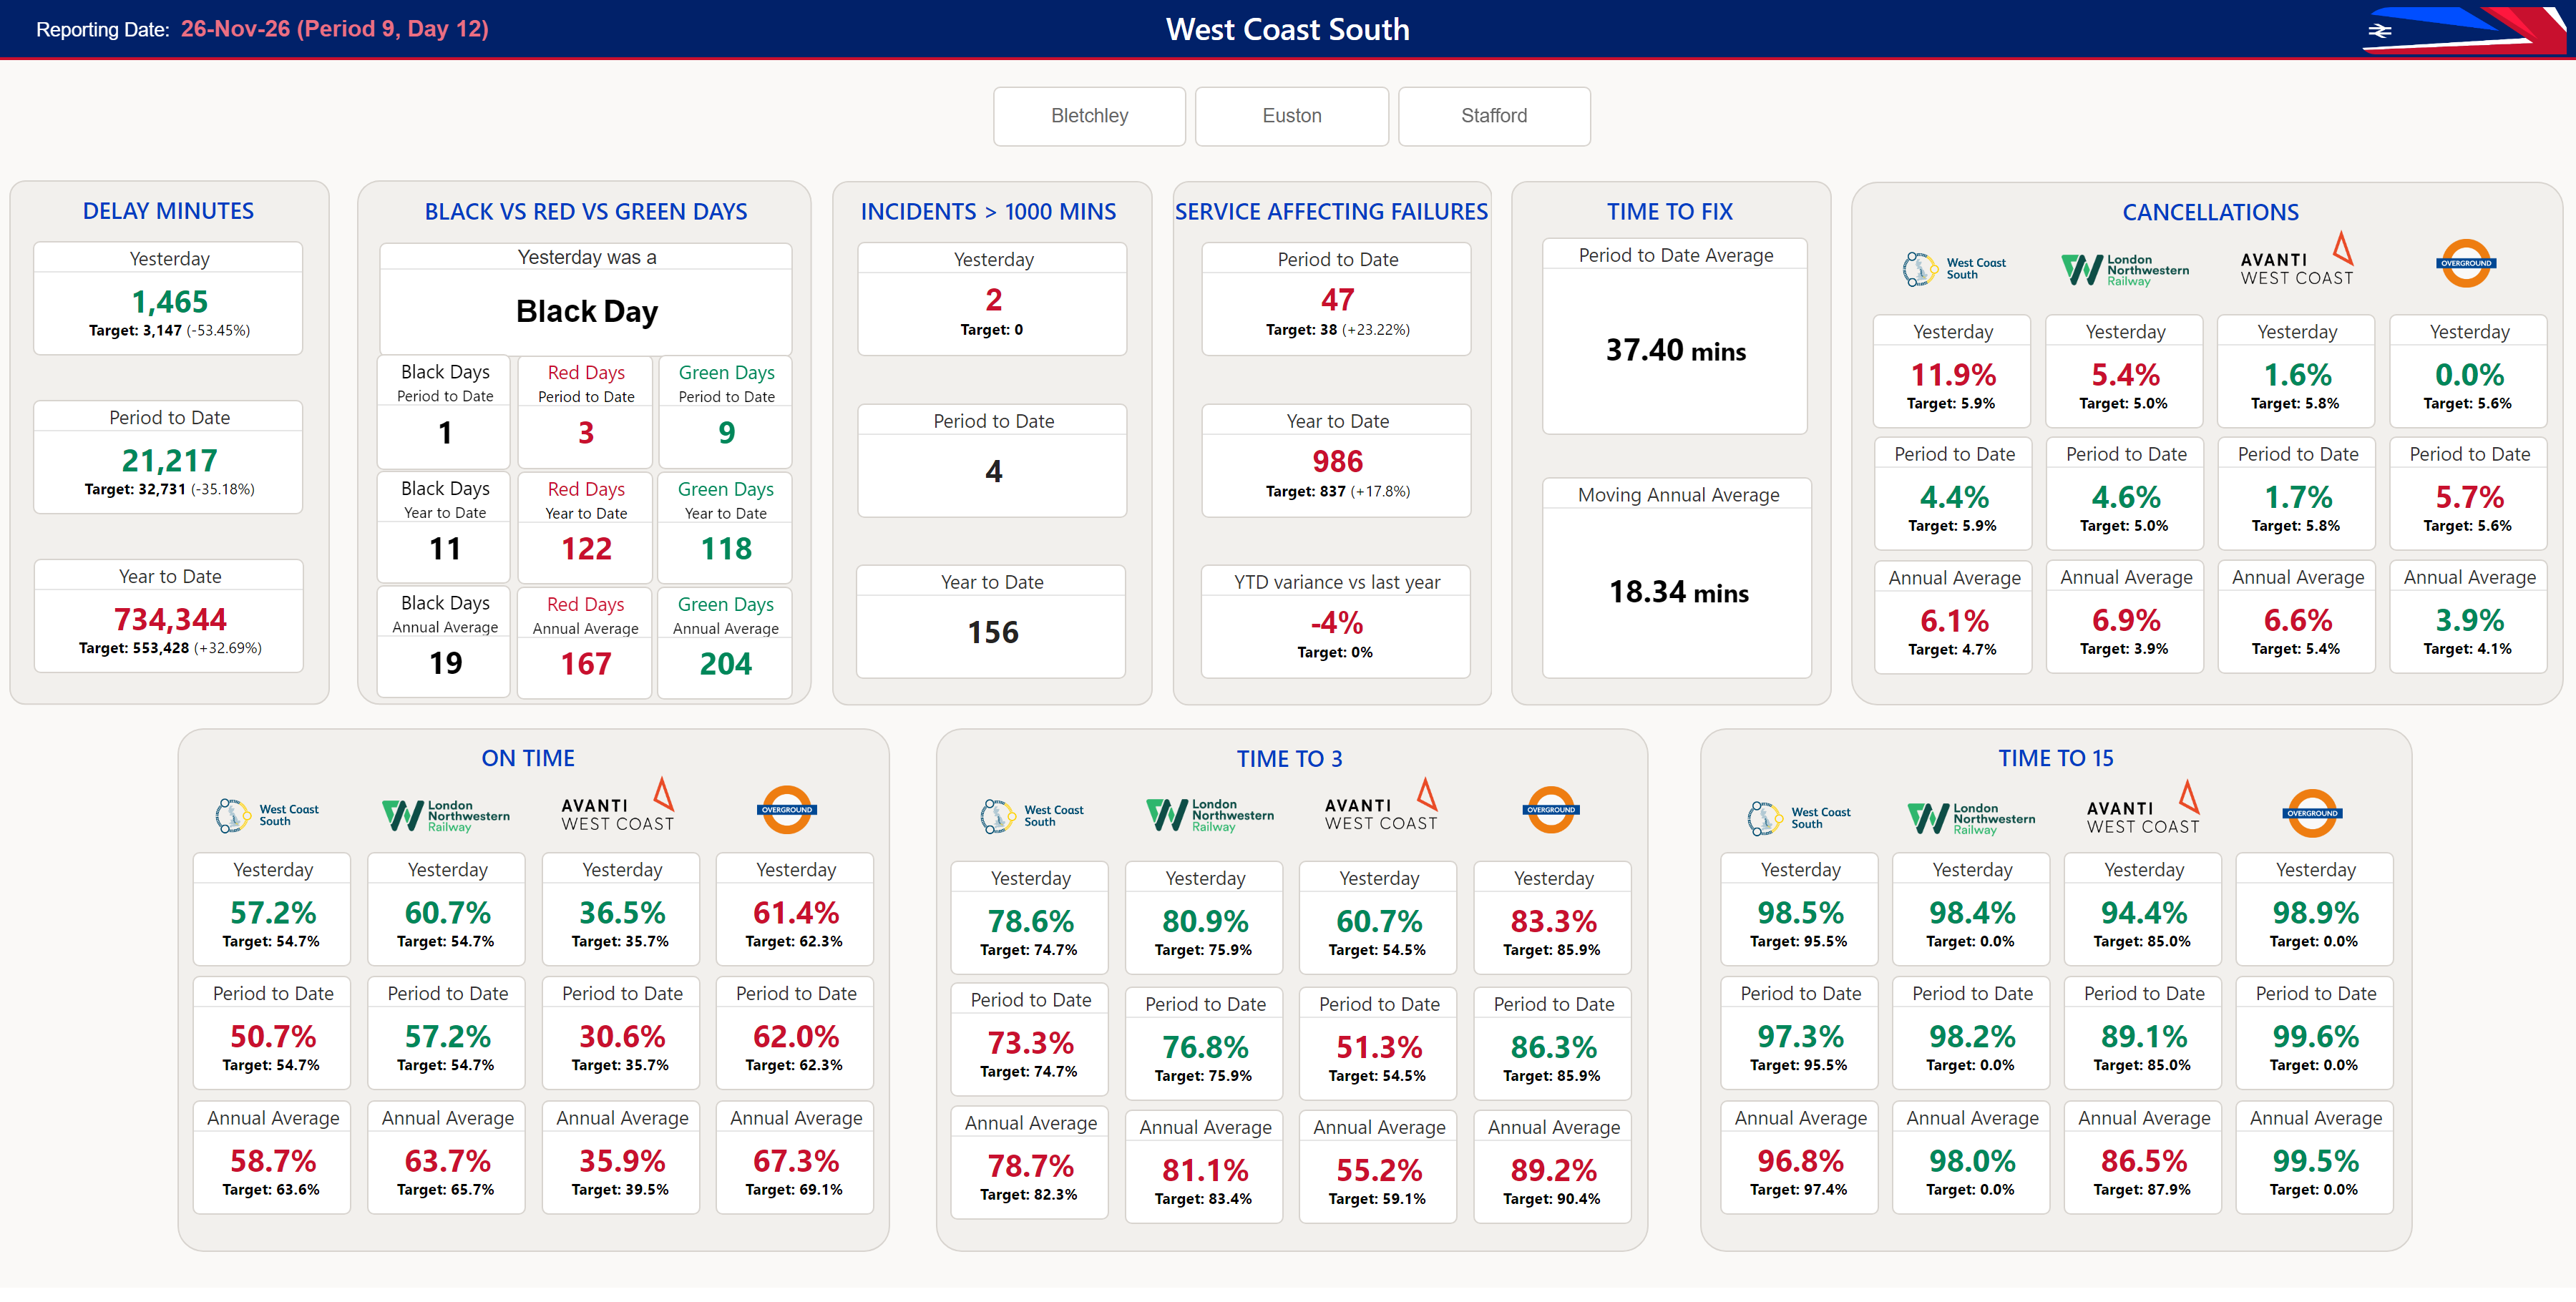 Reporting Date: 26-Nov-26 (Period 9, Day 12)
West Coast South
Bletchley
Euston
Stafford
DELAY MINUTES
Yesterday
1,465
Target: 3,147 (-53.45%)
Period to Date
21,217
Target: 32,731 (-35.18%)
Year to Date
734,344
Target: 553,428 (+32.69%)
BLACK VS RED VS GREEN DAYS
Yesterday was a
Black Day
Black Days
Period to Date
1
Red Days
Period to Date
3
Green Days
Period to Date
9
Black Days
Year to Date
11
Red Days
Year to Date
122
Green Days
Year to Date
118
Black Days
Annual Average
19
Red Days
Annual Average
167
Green Days
Annual Average
204
INCIDENTS > 1000 MINS
Yesterday
2
Target: 0
Period to Date
4
Year to Date
156
SERVICE AFFECTING FAILURES
Period to Date
47
Target: 38 (+23.22%)
Year to Date
986
Target: 837 (+17.8%)
YTD variance vs last year
-4%
Target: 0%
TIME TO FIX
Period to Date Average
37.40 mins
Moving Annual Average
18.34 mins
CANCELLATIONS
West Coast
South
London
Northwestern
Railway
AVANTI
WEST COAST
OVERGROUND
Yesterday
11.9%
Target: 5.9%
Yesterday
5.4%
Target: 5.0%
Yesterday
1.6%
Target: 5.8%
Yesterday
0.0%
Target: 5.6%
Period to Date
4.4%
Target: 5.9%
Period to Date
4.6%
Target: 5.0%
Period to Date
1.7%
Target: 5.8%
Period to Date
5.7%
Target: 5.6%
Annual Average
6.1%
Target: 4.7%
Annual Average
6.9%
Target: 3.9%
Annual Average
6.6%
Target: 5.4%
Annual Average
3.9%
Target: 4.1%
ON TIME
West Coast
South
London
Northwestern
Railway
AVANTI
WEST COAST
OVERGROUND
Yesterday
57.2%
Target: 54.7%
Yesterday
60.7%
Target: 54.7%
Yesterday
36.5%
Target: 35.7%
Yesterday
61.4%
Target: 62.3%
Period to Date
50.7%
Target: 54.7%
Period to Date
57.2%
Target: 54.7%
Period to Date
30.6%
Target: 35.7%
Period to Date
62.0%
Target: 62.3%
Annual Average
58.7%
Target: 63.6%
Annual Average
63.7%
Target: 65.7%
Annual Average
35.9%
Target: 39.5%
Annual Average
67.3%
Target: 69.1%
TIME TO 3
West Coast
South
London
Northwestern
Railway
AVANTI
WEST COAST
OVERGROUND
Yesterday
78.6%
Target: 74.7%
Yesterday
80.9%
Target: 75.9%
Yesterday
60.7%
Target: 54.5%
Yesterday
83.3%
Target: 85.9%
Period to Date
73.3%
Target: 74.7%
Period to Date
76.8%
Target: 75.9%
Period to Date
51.3%
Target: 54.5%
Period to Date
86.3%
Target: 85.9%
Annual Average
78.7%
Target: 82.3%
Annual Average
81.1%
Target: 83.4%
Annual Average
55.2%
Target: 59.1%
Annual Average
89.2%
Target: 90.4%
TIME TO 15
West Coast
South
London
Northwestern
Railway
AVANTI
WEST COAST
OVERGROUND
Yesterday
98.5%
Target: 95.5%
Yesterday
98.4%
Target: 0.0%
Yesterday
94.4%
Target: 85.0%
Yesterday
98.9%
Target: 0.0%
Period to Date
97.3%
Target: 95.5%
Period to Date
98.2%
Target: 0.0%
Period to Date
89.1%
Target: 85.0%
Period to Date
99.6%
Target: 0.0%
Annual Average
96.8%
Target: 97.4%
Annual Average
98.0%
Target: 0.0%
Annual Average
86.5%
Target: 87.9%
Annual Average
99.5%
Target: 0.0%